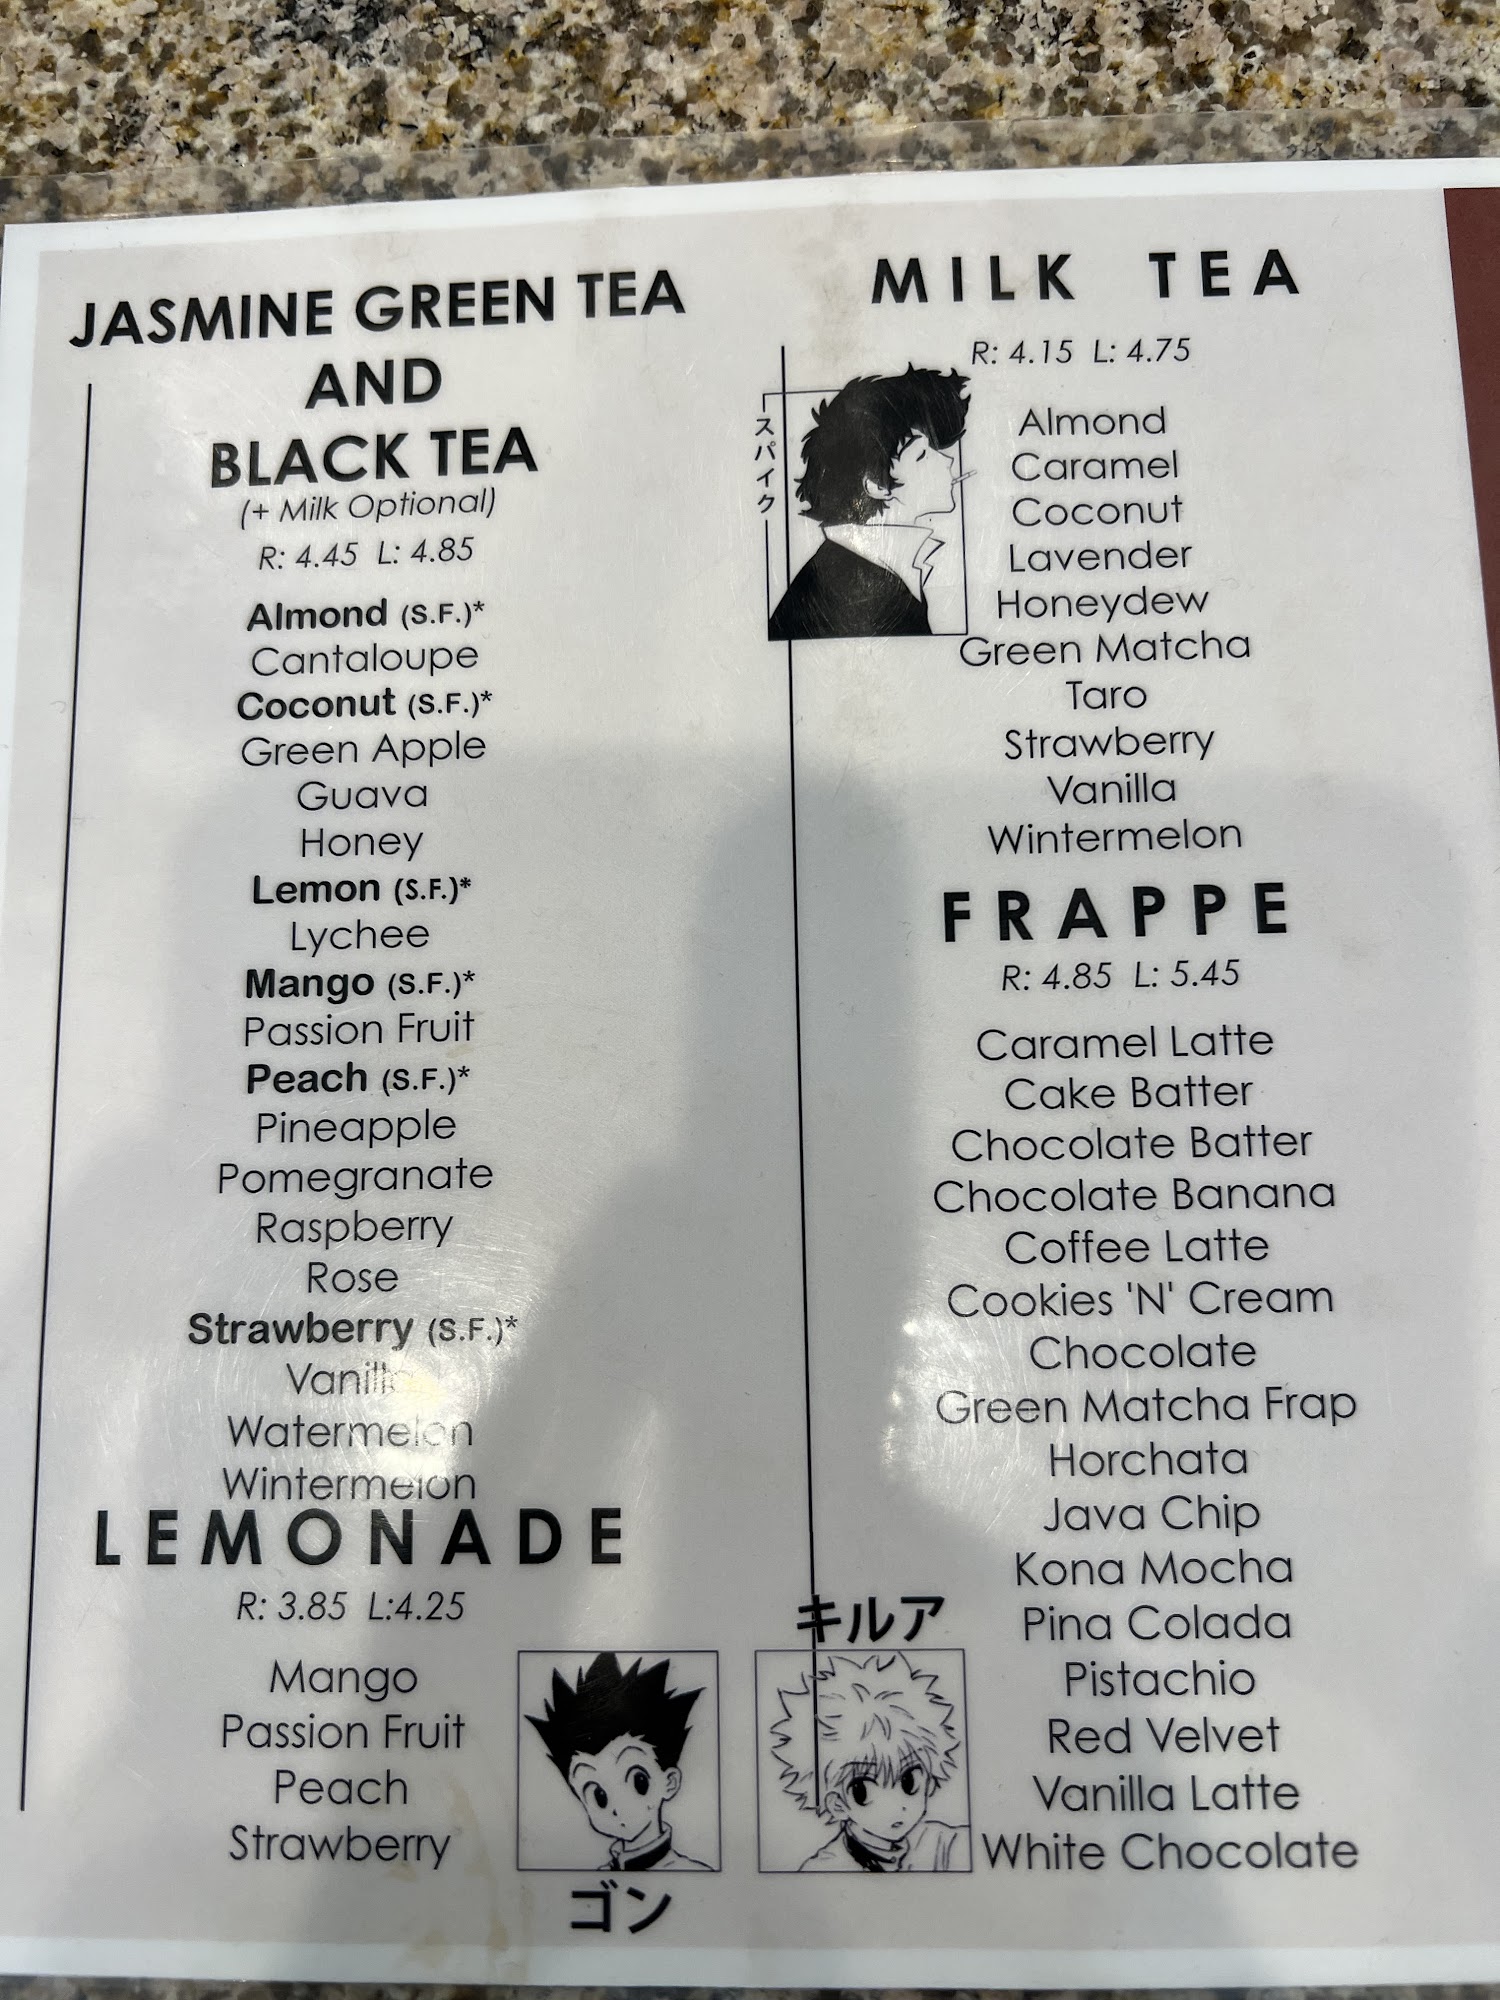 JASMINE GREEN TEA
AND
BLACK TEA
(+ Milk Optional)
R: 4.45 L: 4.85
Almond (S.F.)*
Cantaloupe
Coconut (S.F.)*
Green Apple
Guava
Honey
Lemon (S.F.)*
Lychee
Mango (S.F.)*
Passion Fruit
Peach (S.F.)*
Pineapple
Pomegranate
Raspberry
Rose
Strawberry (S.F.)*
Vanilla
Watermelon
Wintermelon
LEMONADE
R: 3.85 L:4.25
Mango
Passion Fruit
Peach
Strawberry
ゴン
MILK TEA
R: 4.15 L: 4.75
スパイク
Almond
Caramel
Coconut
Lavender
Honeydew
Green Matcha
Taro
Strawberry
Vanilla
Wintermelon
FRAPPE
R: 4.85 L: 5.45
Caramel Latte
Cake Batter
Chocolate Batter
Chocolate Banana
Coffee Latte
Cookies 'N' Cream
Chocolate
Green Matcha Frap
Horchata
Java Chip
Kona Mocha
Pina Colada
Pistachio
Red Velvet
Vanilla Latte
White Chocolate
キルア